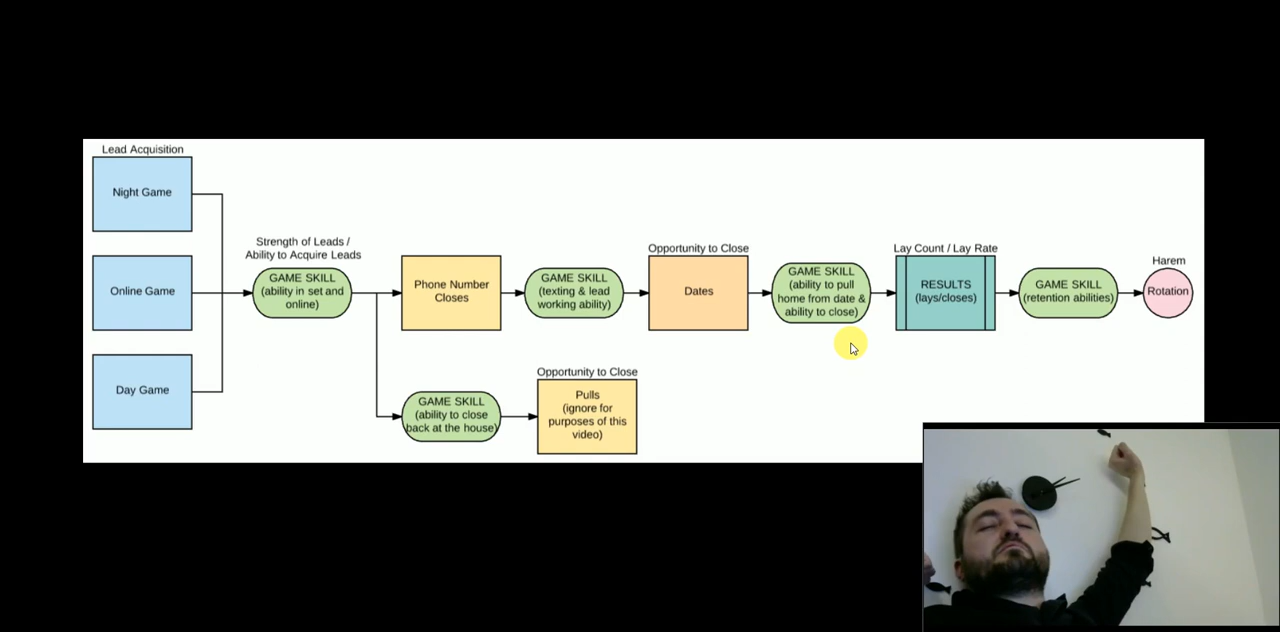 Lead Acquisition
Night Game
Online Game
Day Game
Strength of Leads /
Ability to Acquire Leads
GAME SKILL
(ability in set and
online)
Phone Number
Closes
GAME SKILL
(texting & lead
working ability)
Opportunity to Close
Dates
GAME SKILL
(ability to pull
home from date &
ability to close)
Lay Count / Lay Rate
RESULTS
(lays/closes)
GAME SKILL
(retention abilities)
Harem
Rotation
GAME SKILL
(ability to close
back at the house)
Opportunity to Close
Pulls
(ignore for
purposes of this
video)